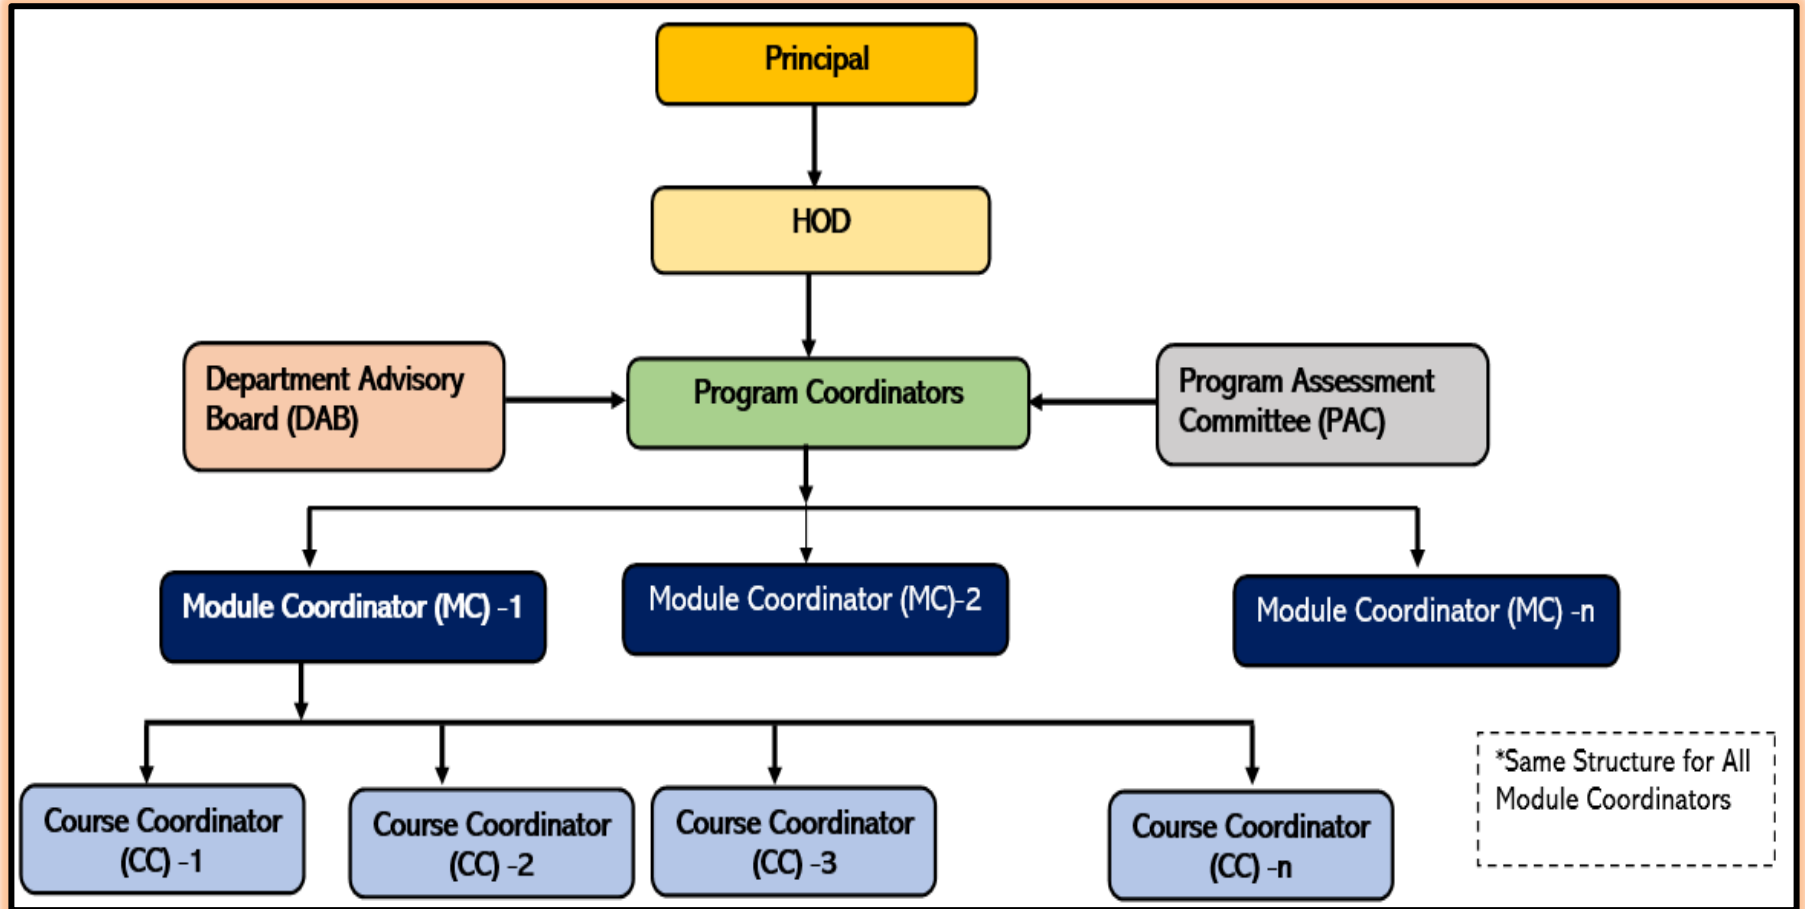 Principal
HOD
Department Advisory
Board (DAB)
Program Coordinators
Program Assessment
Committee (PAC)
Module Coordinator (MC) -1
Module Coordinator (MC)-2
Module Coordinator (MC) -n
Course Coordinator
(CC) -1
Course Coordinator
(CC) -2
Course Coordinator
(CC) -3
Course Coordinator
(CC) -n
*Same Structure for All
Module Coordinators